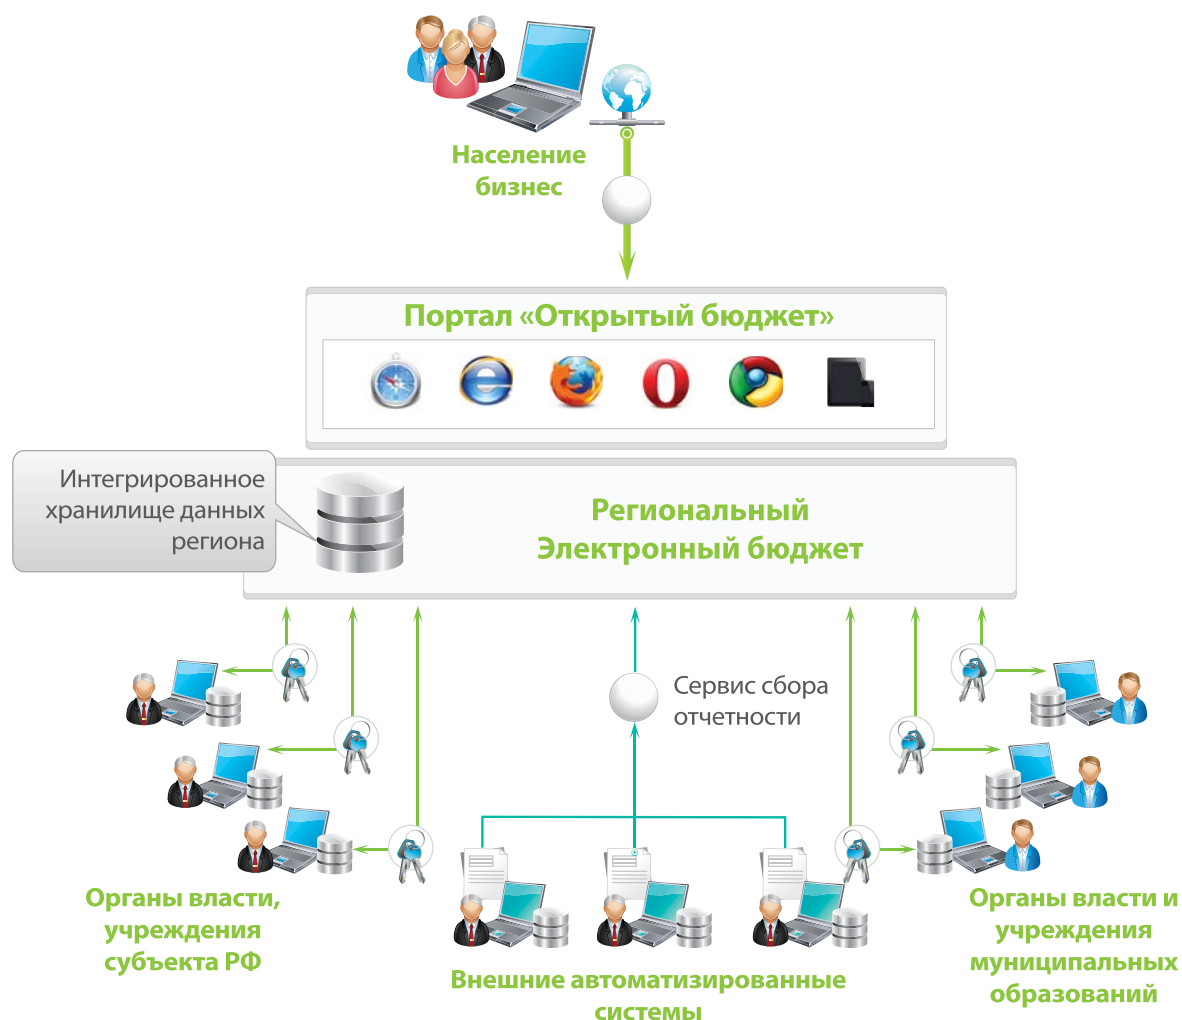 Население
бизнес
Портал «Открытый бюджет»
Интегрированное
хранилище данных
региона
Региональный
Электронный бюджет
Сервис сбора
отчетности
Органы власти,
учреждения
субъекта РФ
Внешние автоматизированные
системы
Органы власти и
учреждения
муниципальных
образований